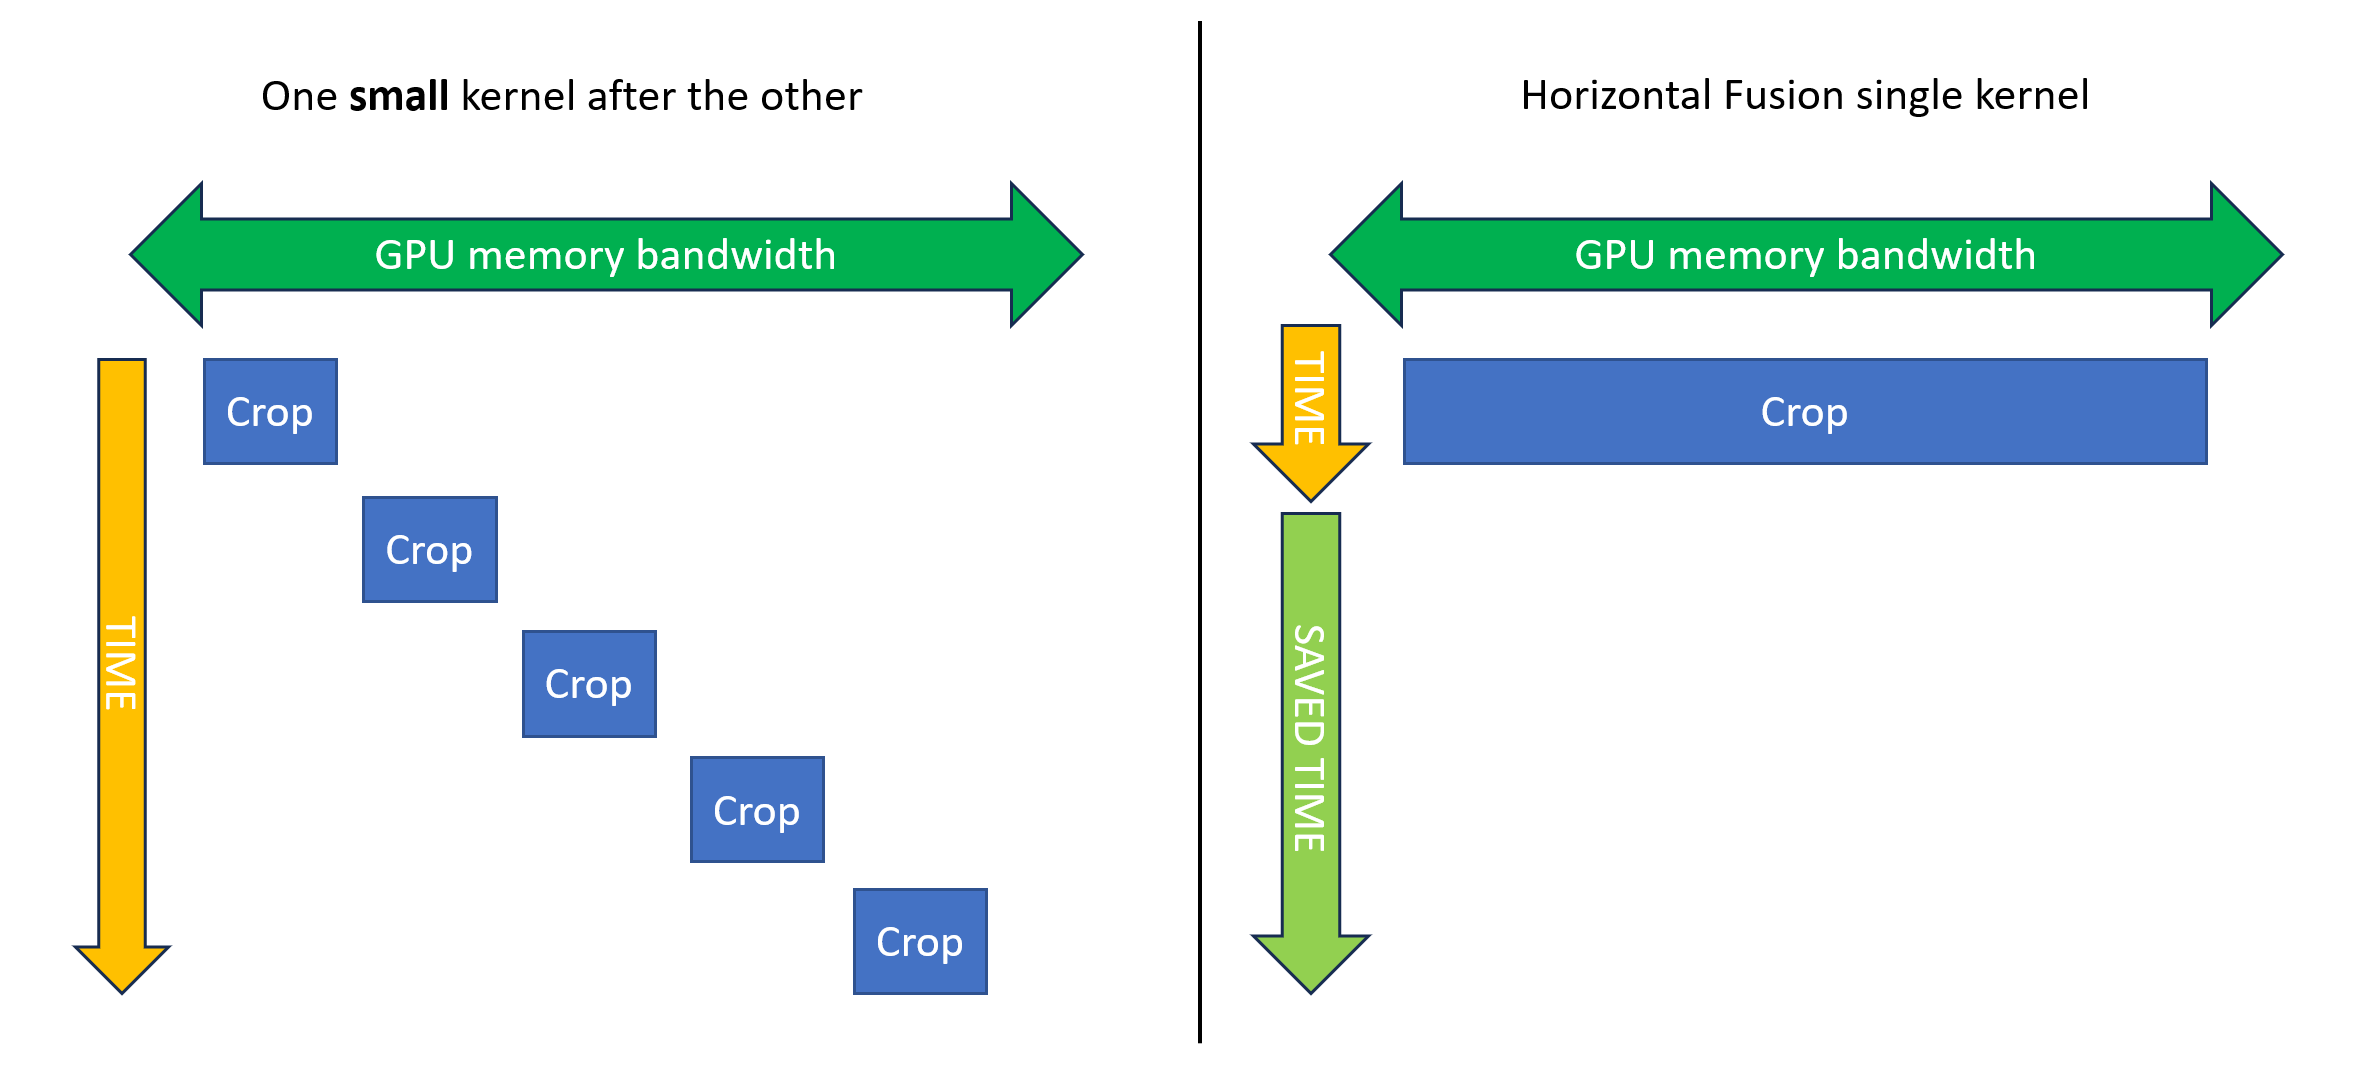 One small kernel after the other
GPU memory bandwidth
TIME
Crop
Crop
Crop
Crop
Crop
Horizontal Fusion single kernel
GPU memory bandwidth
TIME
Crop
SAVED TIME